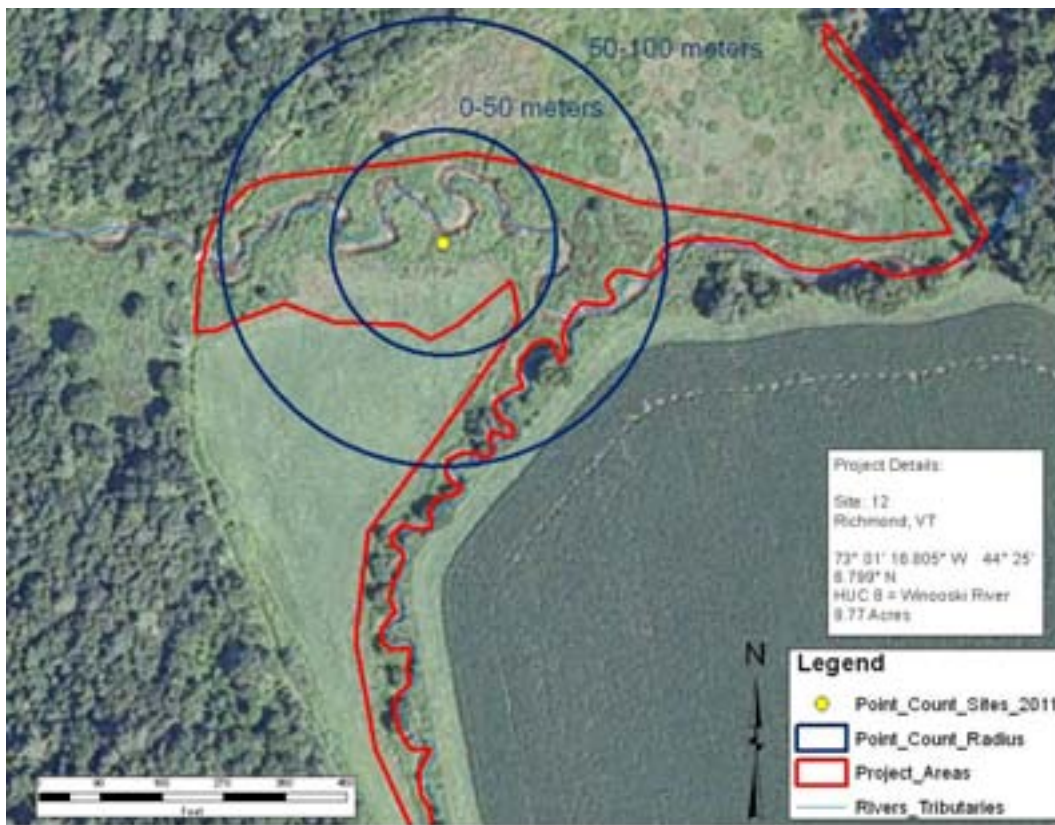 50-100 meters
0-50 meters
Project Details:
Site: 12
Richmond, VT
73° 01' 16.805" W 44° 25'
6.799" N
HUC 8 = Winooski River
9.77 Acres
N
Legend
Point_Count_Sites_2011
Point_Count_Radius
Project_Areas
Rivers_Tributaries
Feet